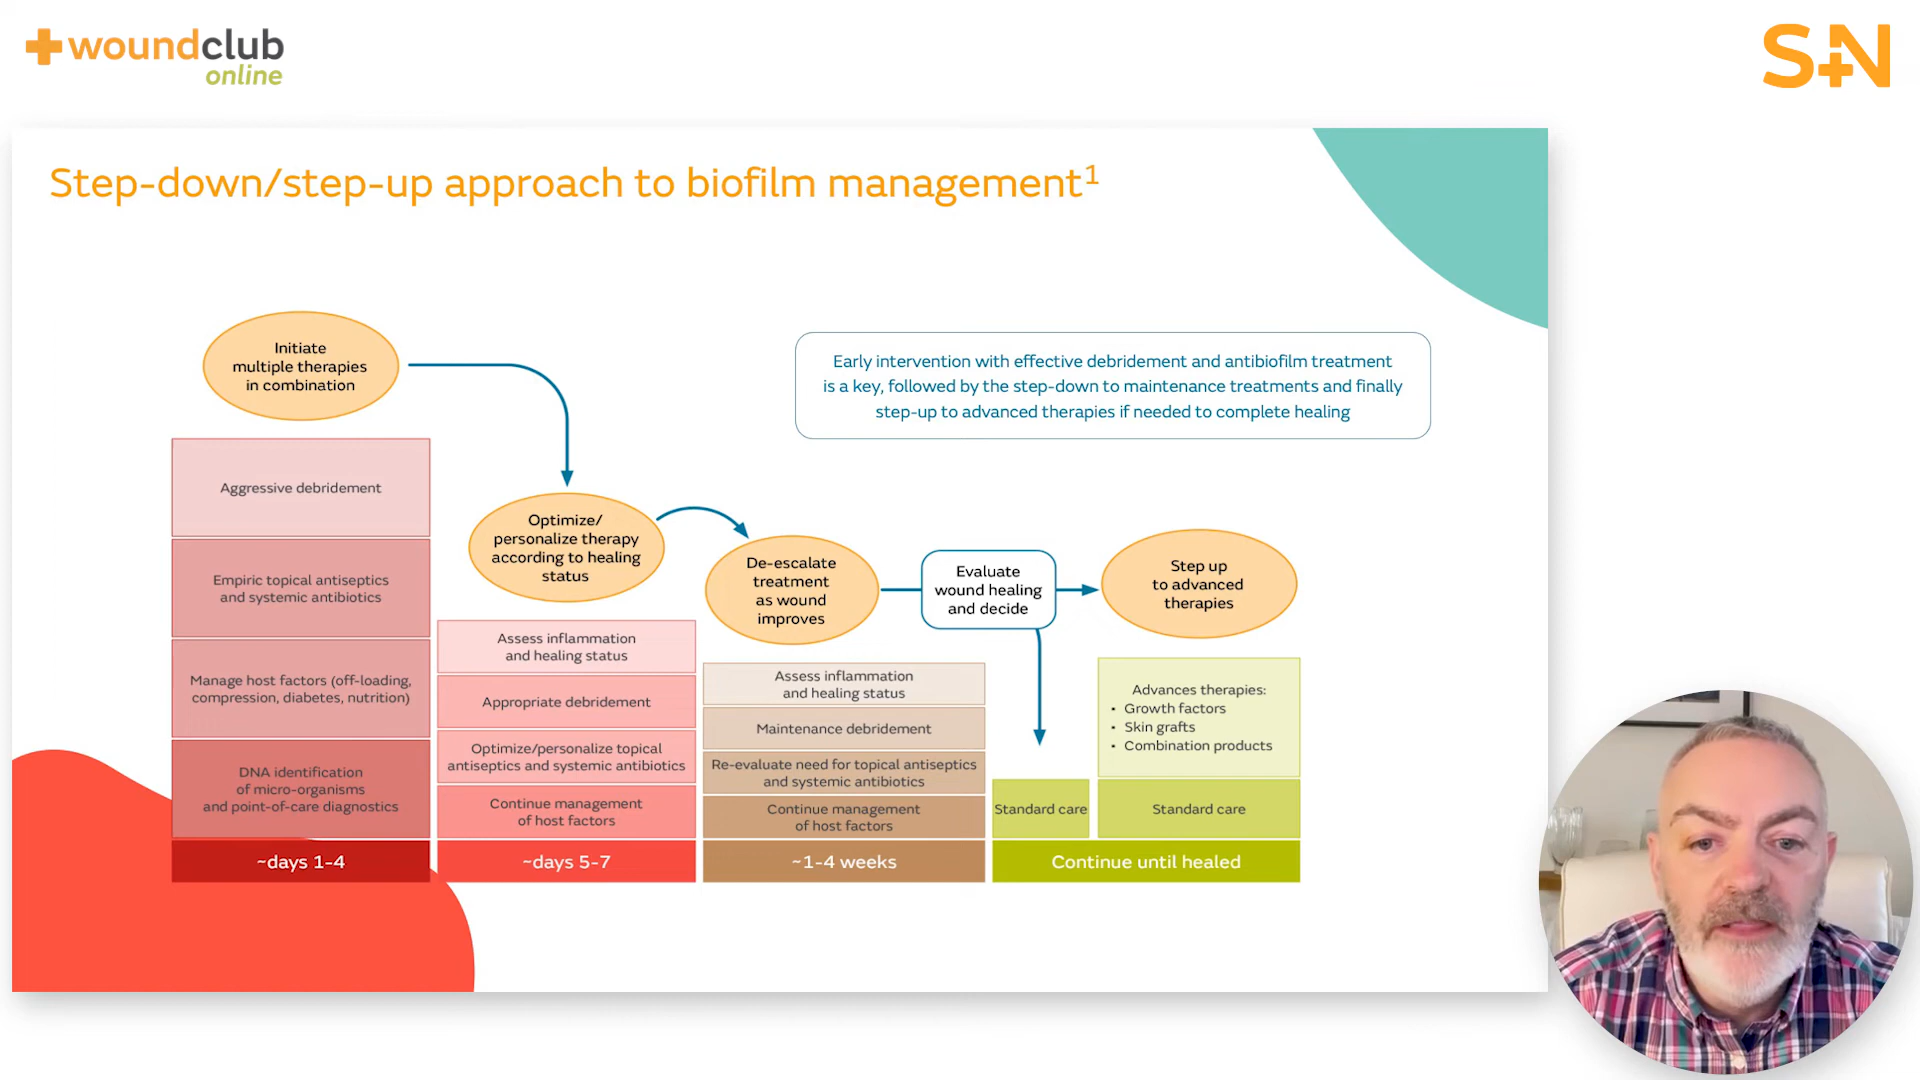 woundclub
online
S+N
Step-down/step-up approach to biofilm management1
Initiate
multiple therapies
in combination
Early intervention with effective debridement and antibiofilm treatment
is a key, followed by the step-down to maintenance treatments and finally
step-up to advanced therapies if needed to complete healing
Aggressive debridement
Empiric topical antiseptics
and systemic antibiotics
Manage host factors (off-loading,
compression, diabetes, nutrition)
DNA identification
of micro-organisms
and point-of-care diagnostics
~days 1-4
Optimize/
personalize therapy
according to healing
status
Assess inflammation
and healing status
Appropriate debridement
Optimize/personalize topical
antiseptics and systemic antibiotics
Continue management
of host factors
~days 5-7
De-escalate
treatment
as wound
improves
Assess inflammation
and healing status
Maintenance debridement
Re-evaluate need for topical antiseptics
and systemic antibiotics
Continue management
of host factors
~1-4 weeks
Evaluate
wound healing
and decide
Standard care
Step up
to advanced
therapies
Advances therapies:
• Growth factors
• Skin grafts
• Combination products
Standard care
Continue until healed